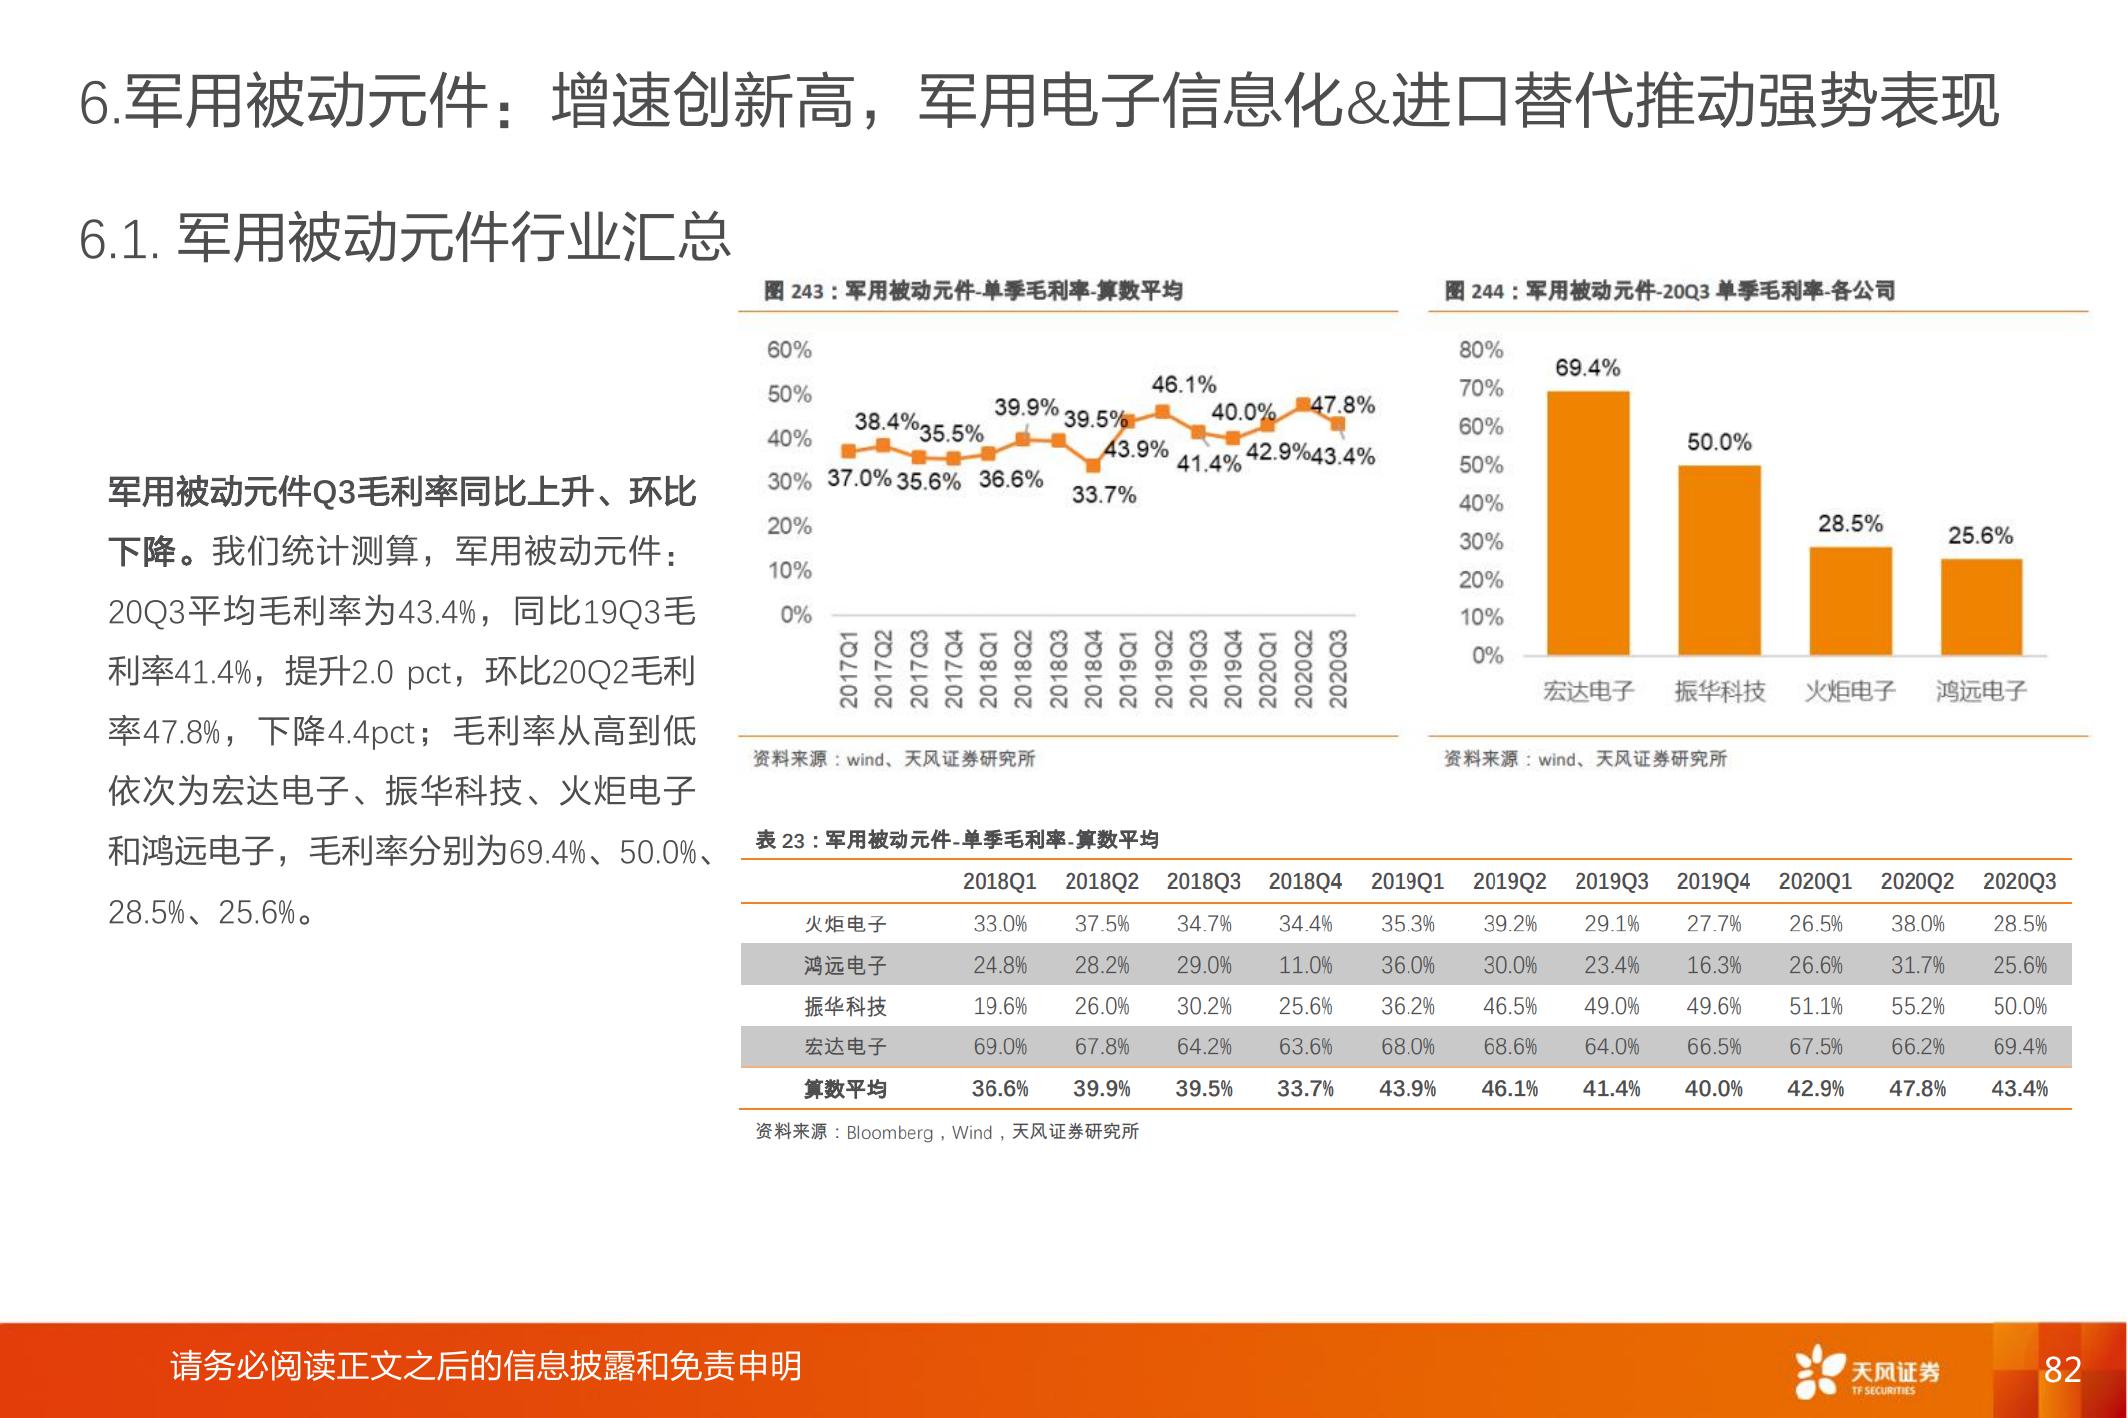 6.军用被动元件：增速创新高，军用电子信息化&进口替代推动强势表现
6.1. 军用被动元件行业汇总
军用被动元件Q3毛利率同比上升、环比
下降。我们统计测算，军用被动元件：
20Q3平均毛利率为43.4%，同比19Q3毛
利率41.4%，提升2.0 pct，环比20Q2毛利
率47.8%，下降4.4pct；毛利率从高到低
依次为宏达电子、振华科技、火炬电子
和鸿远电子，毛利率分别为69.4%、50.0%、
28.5%、25.6%。
图 243：军用被动元件-单季毛利率-算数平均
60%
50%
40%
30%
20%
10%
0%
37.0%
38.4%
35.6%
35.5%
36.6%
39.9%
39.5%
33.7%
43.9%
46.1%
41.4%
40.0%
42.9%
47.8%
43.4%
2017Q1
2017Q2
2017Q3
2017Q4
2018Q1
2018Q2
2018Q3
2018Q4
2019Q1
2019Q2
2019Q3
2019Q4
2020Q1
2020Q2
2020Q3
资料来源：wind、天风证券研究所
图 244：军用被动元件-20Q3 单季毛利率-各公司
80%
70%
60%
50%
40%
30%
20%
10%
0%
69.4%
50.0%
28.5%
25.6%
宏达电子 振华科技 火炬电子 鸿远电子
资料来源：wind、天风证券研究所
表 23：军用被动元件-单季毛利率-算数平均
2018Q1 2018Q2 2018Q3 2018Q4 2019Q1 2019Q2 2019Q3 2019Q4 2020Q1 2020Q2 2020Q3
火炬电子 33.0% 37.5% 34.7% 34.4% 35.3% 39.2% 29.1% 27.7% 26.5% 38.0% 28.5%
鸿远电子 24.8% 28.2% 29.0% 11.0% 36.0% 30.0% 23.4% 16.3% 26.6% 31.7% 25.6%
振华科技 19.6% 26.0% 30.2% 25.6% 36.2% 46.5% 49.0% 49.6% 51.1% 55.2% 50.0%
宏达电子 69.0% 67.8% 64.2% 63.6% 68.0% 68.6% 64.0% 66.5% 67.5% 66.2% 69.4%
算数平均 36.6% 39.9% 39.5% 33.7% 43.9% 46.1% 41.4% 40.0% 42.9% 47.8% 43.4%
资料来源：Bloomberg，Wind，天风证券研究所
请务必阅读正文之后的信息披露和免责申明
天风证券
TF SECURITIES
82